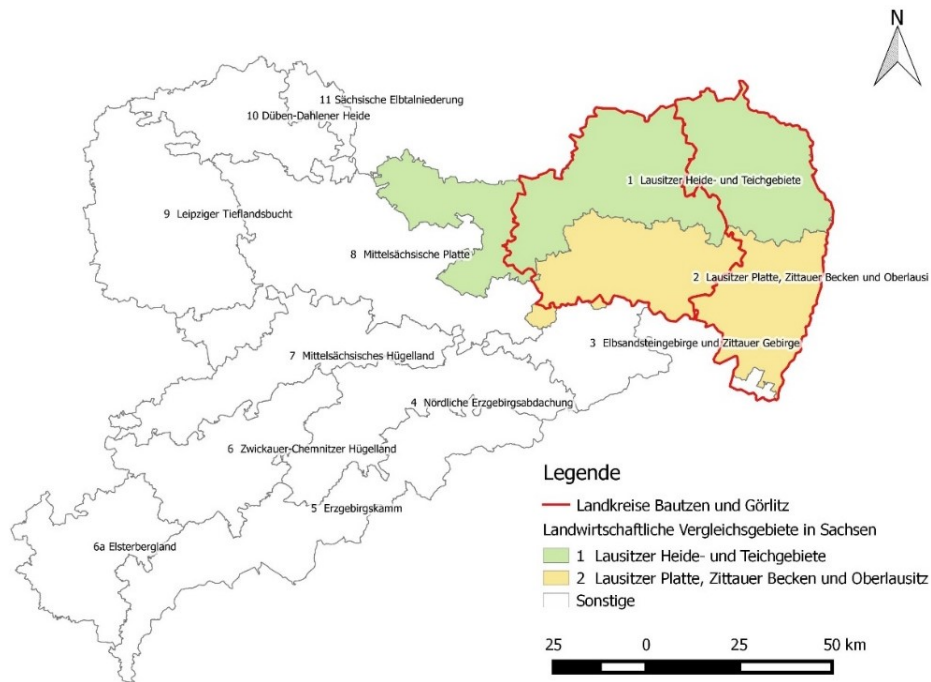 N
11 Sächsische Elbtalniederung
10 Düben-Dahlener Heide
1 Lausitzer Heide- und Teichgebiete
9 Leipziger Tieflandsbucht
8 Mittelsächsische Platte
2 Lausitzer Platte, Zittauer Becken und Oberlausi
3 Elbsandsteingebirge und Zittauer Gebirge
7 Mittelsächsisches Hügelland
4 Nördliche Erzgebirgsabdachung
6 Zwickauer-Chemnitzer Hügelland
5 Erzgebirgskamm
6a Elsterbergland
Legende
Landkreise Bautzen und Görlitz
Landwirtschaftliche Vergleichsgebiete in Sachsen
1 Lausitzer Heide- und Teichgebiete
2 Lausitzer Platte, Zittauer Becken und Oberlausitz
Sonstige
25 0 25 50 km